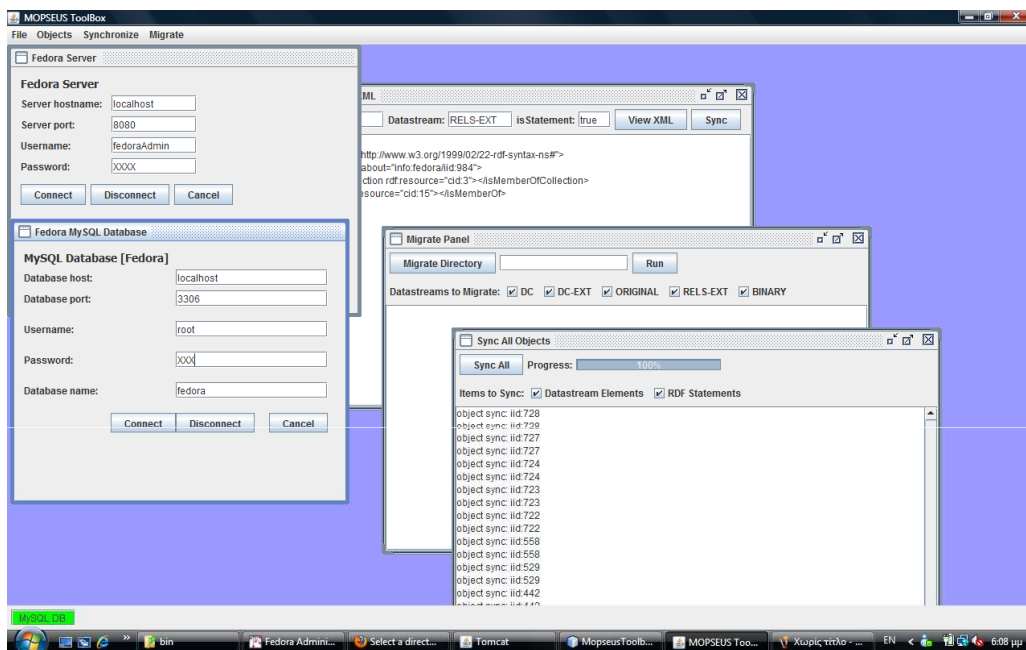 MOPSEUS ToolBox
File Objects Synchronize Migrate
Fedora Server
Fedora Server
Server hostname: localhost
Server port: 8080
Username: fedoraAdmin
Password: XXXX
Connect Disconnect Cancel
ML
Datastream: RELS-EXT isStatement: true View XML Sync
http://www.w3.org/1999/02/22-rdf-syntax-ns#">
about="info:fedora/iid:984">
ction rdf:resource="cid:3"></isMemberOfCollection>
esource="cid:15"></isMemberOf>
Fedora MySQL Database
MySQL Database [Fedora]
Database host: localhost
Database port: 3306
Username: root
Password: XXX
Database name: fedora
Connect Disconnect Cancel
Migrate Panel
Migrate Directory Run
Datastreams to Migrate: DC DC-EXT ORIGINAL RELS-EXT BINARY
Sync All Objects
Sync All Progress: 100%
Items to Sync: Datastream Elements RDF Statements
object sync: iid:728
object sync: iid:729
object sync: iid:727
object sync: iid:727
object sync: iid:724
object sync: iid:724
object sync: iid:723
object sync: iid:723
object sync: iid:722
object sync: iid:722
object sync: iid:558
object sync: iid:558
object sync: iid:529
object sync: iid:529
object sync: iid:442
object sync: iid:442
MySQL DB
bin Fedora Admini... Select a direct... Tomcat MopseusToolb... MOPSEUS Too... Χωρίς τίτλο - ... EN 6:08 μμ